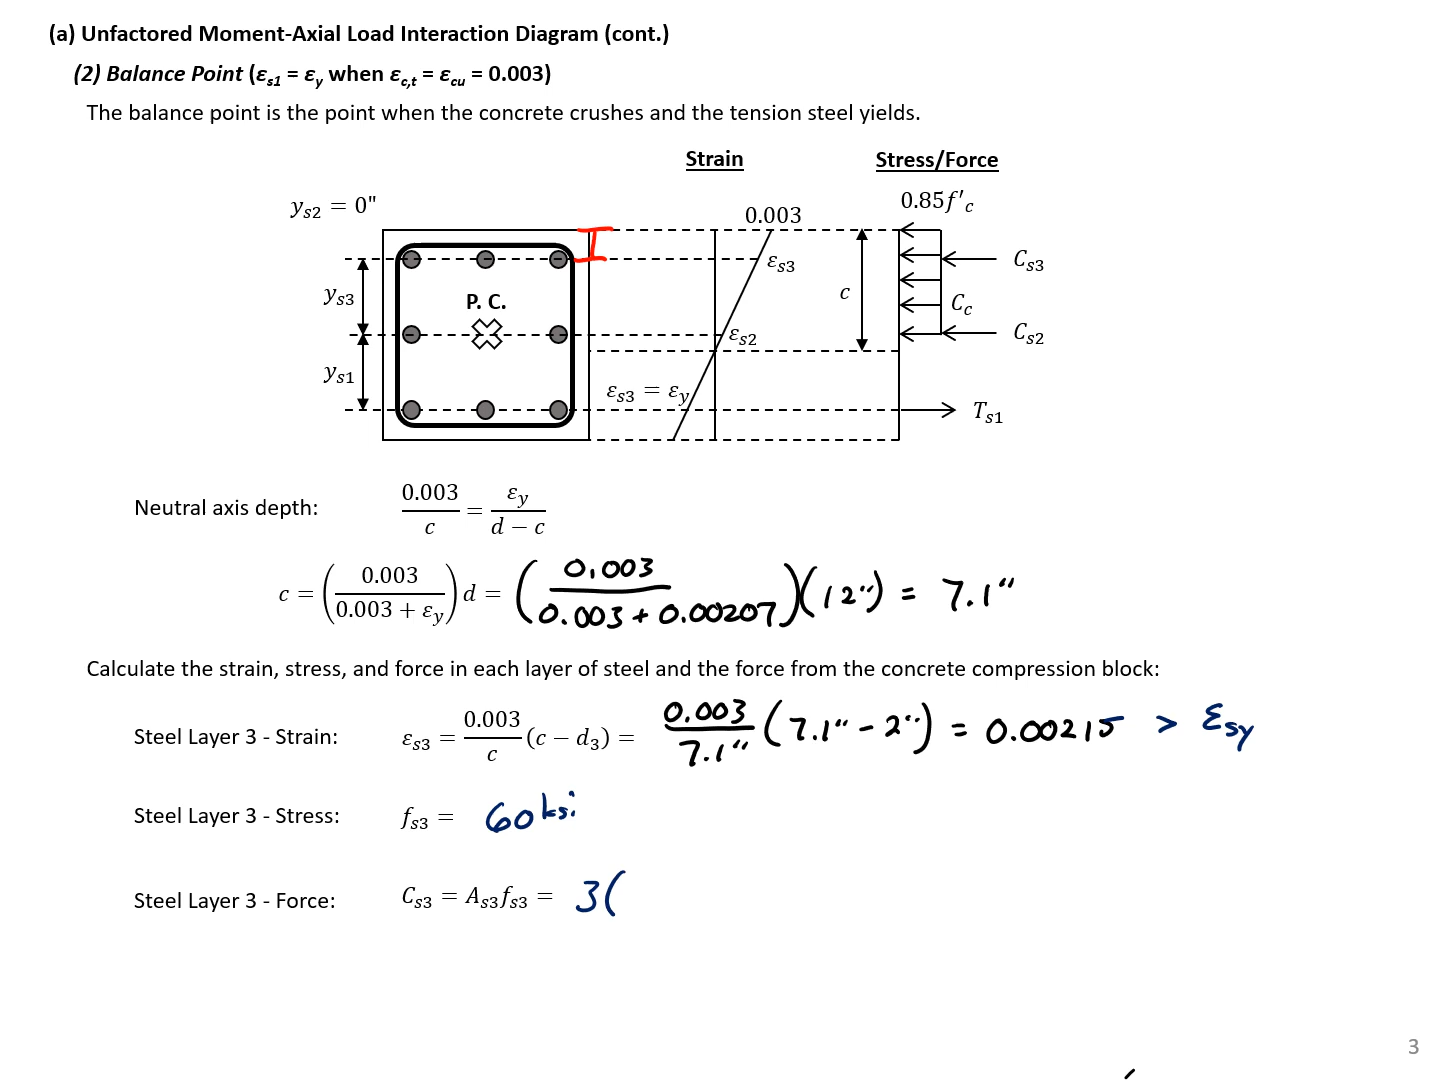 (a) Unfactored Moment-Axial Load Interaction Diagram (cont.)
(2) Balance Point (εs1 = εy when εc,t = εcu = 0.003)
The balance point is the point when the concrete crushes and the tension steel yields.
Strain
Stress/Force
ys2 = 0"
0.003
0.85f'c
εs3
Cs3
ys3
P. C.
c
Cc
εs2
Cs2
ys1
εs3 = εy
Ts1
Neutral axis depth: 0.003/c = εy/(d − c)
c = (0.003/(0.003 + εy)) d = (0.003/(0.003 + 0.00207))(12") = 7.1"
Calculate the strain, stress, and force in each layer of steel and the force from the concrete compression block:
Steel Layer 3 - Strain: εs3 = 0.003/c (c − d3) = 0.003/7.1" (7.1" - 2") = 0.00215 > εsy
Steel Layer 3 - Stress: fs3 = 60 ksi
Steel Layer 3 - Force: Cs3 = As3fs3 = 3(
3